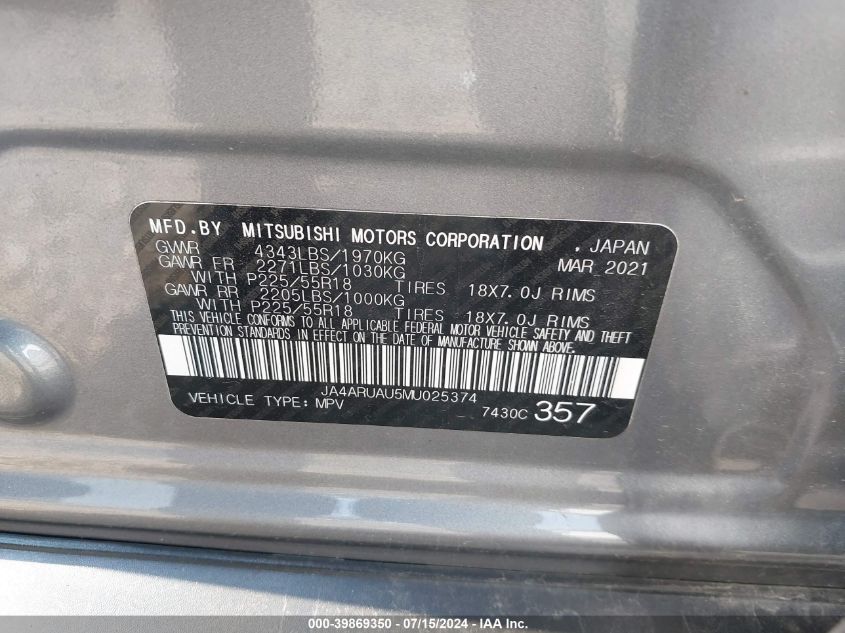 MFD.BY MITSUBISHI MOTORS CORPORATION , JAPAN
GVWR 4343LBS/1970KG MAR 2021
GAWR FR 2271LBS/1030KG
WITH P225/55R18 TIRES 18X7.0J RIMS
GAWR RR 2205LBS/1000KG
WITH P225/55R18 TIRES 18X7.0J RIMS
THIS VEHICLE CONFORMS TO ALL APPLICABLE FEDERAL MOTOR VEHICLE SAFETY AND THEFT
PREVENTION STANDARDS IN EFFECT ON THE DATE OF MANUFACTURE SHOWN ABOVE.
JA4ARUAU5MU025374
VEHICLE TYPE: MPV 7430C 357
000-39869350 - 07/15/2024 - IAAI, Inc.